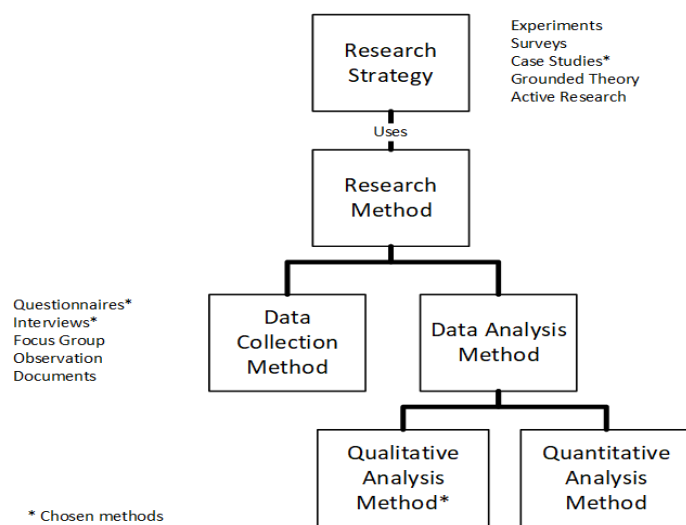 Research
Strategy
Experiments
Surveys
Case Studies*
Grounded Theory
Active Research
Uses
Research
Method
Questionnaires*
Interviews*
Focus Group
Observation
Documents
Data
Collection
Method
Data Analysis
Method
Qualitative
Analysis
Method*
Quantitative
Analysis
Method
* Chosen methods